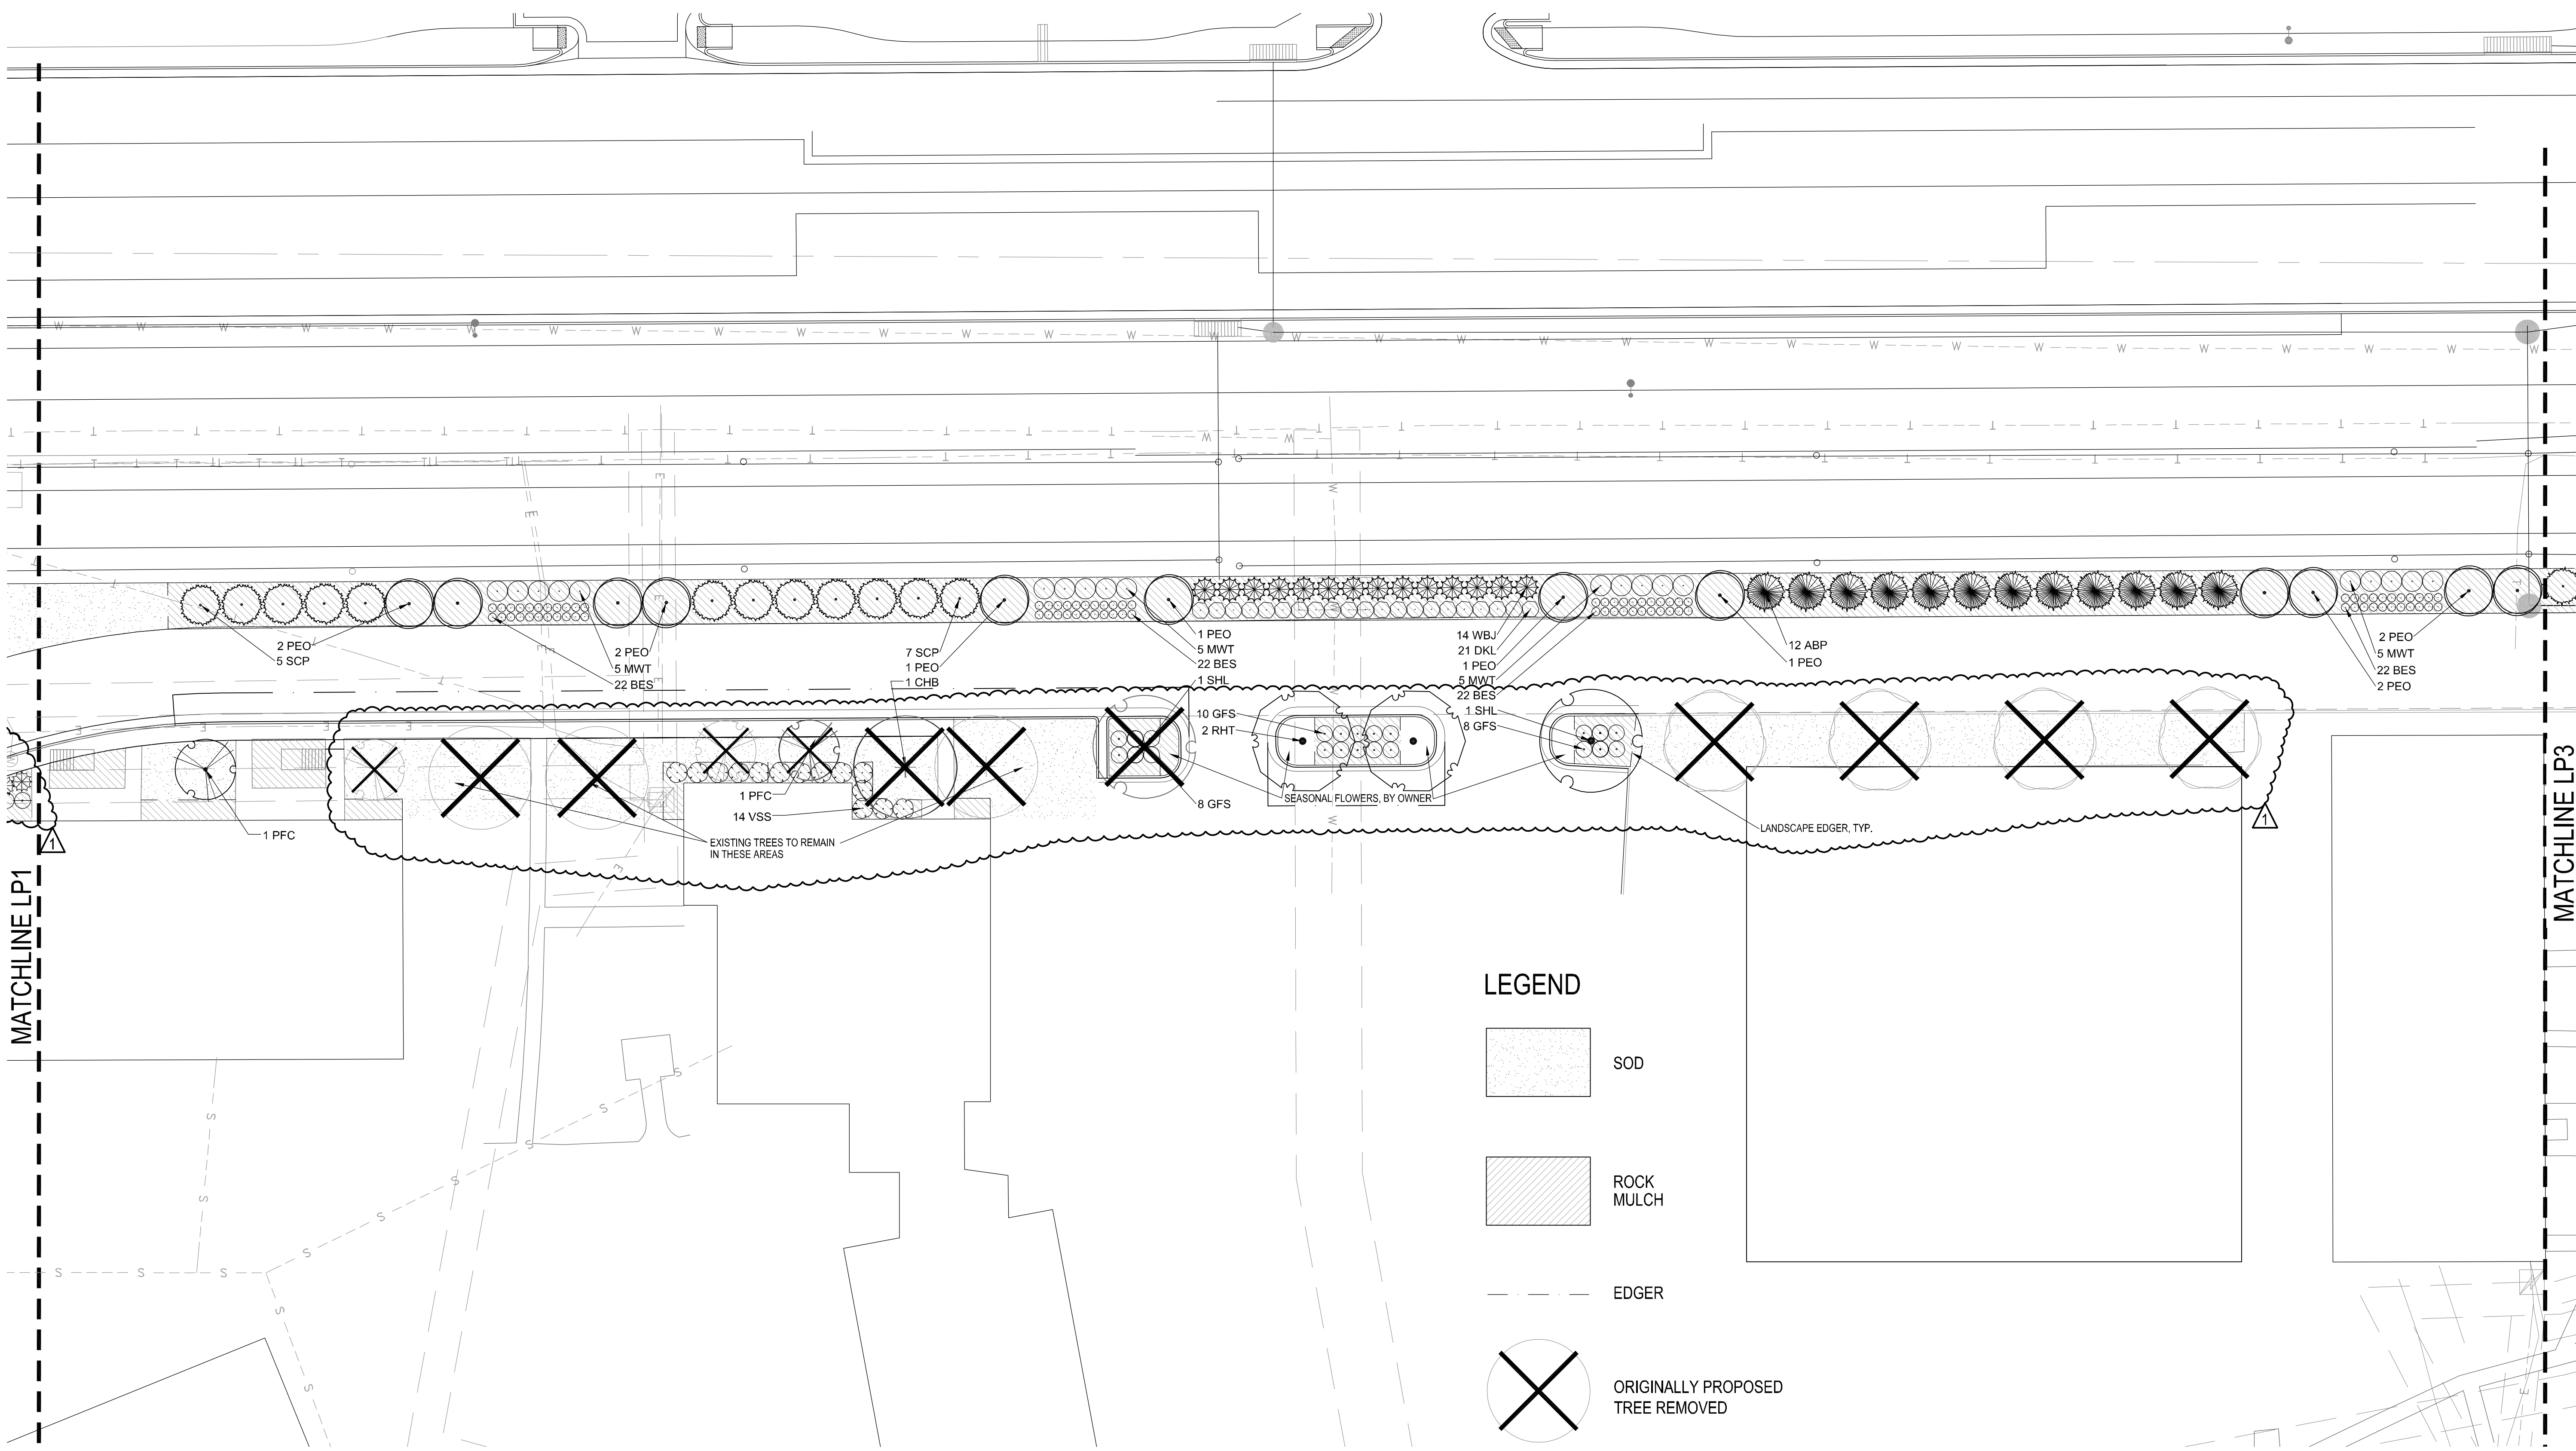 2 PEO
5 SCP
2 PEO
5 MWT
22 BES
7 SCP
1 PEO
1 CHB
1 PEO
5 MWT
22 BES
1 SHL
14 WBJ
21 DKL
1 PEO
5 MWT
22 BES
1 SHL
8 GFS
12 ABP
1 PEO
2 PEO
5 MWT
22 BES
2 PEO
10 GFS
2 RHT
1 PFC
1 PFC
14 VSS
8 GFS
SEASONAL FLOWERS, BY OWNER
EXISTING TREES TO REMAIN
IN THESE AREAS
LANDSCAPE EDGER, TYP.
1
1
MATCHLINE LP1
MATCHLINE LP3
LEGEND
SOD
ROCK
MULCH
EDGER
ORIGINALLY PROPOSED
TREE REMOVED